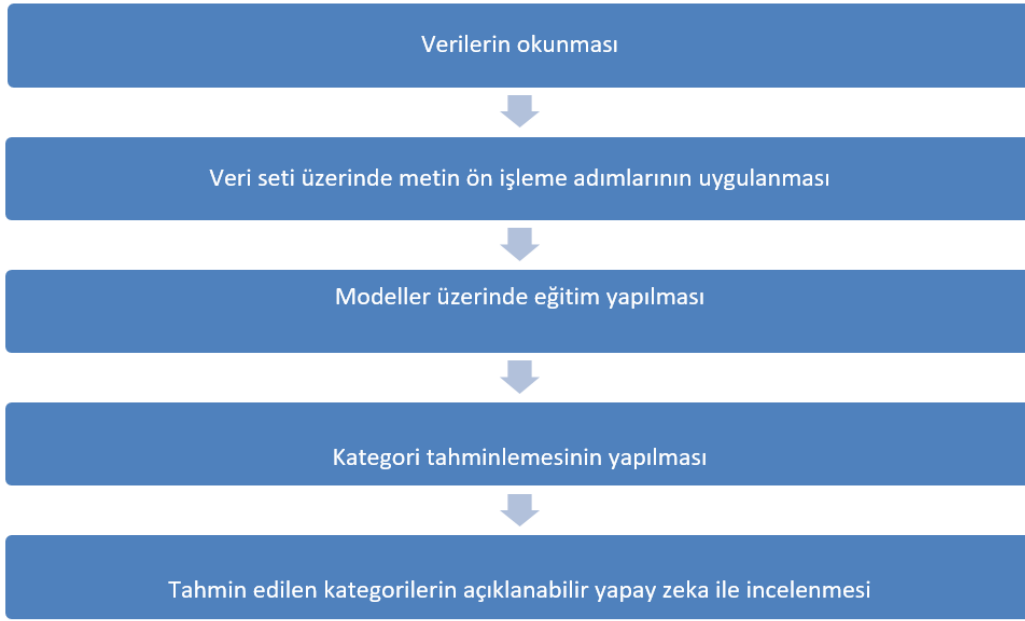 Verilerin okunması
Veri seti üzerinde metin ön işleme adımlarının uygulanması
Modeller üzerinde eğitim yapılması
Kategori tahminlemesinin yapılması
Tahmin edilen kategorilerin açıklanabilir yapay zeka ile incelenmesi